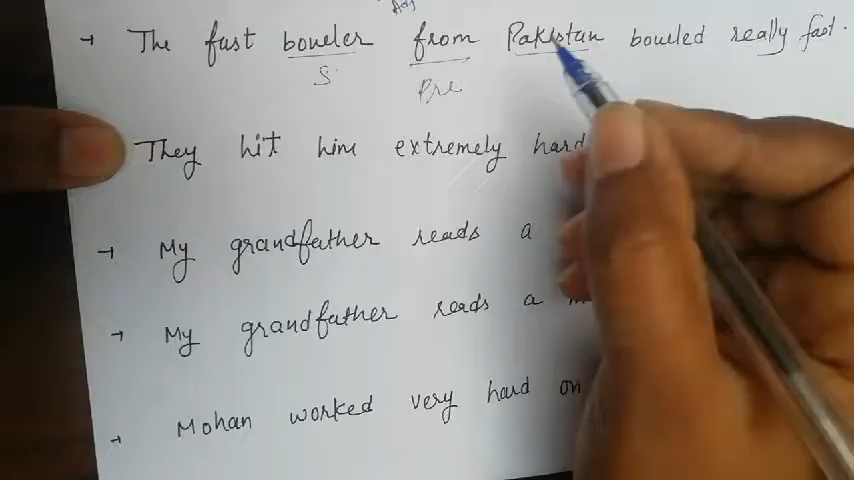 Adj
→ The fast bowler from Pakistan bowled really fast.
S
Pre
They hit him extremely hard
→ My grandfather reads a
→ My grandfather reads a
→ Mohan worked very hard on